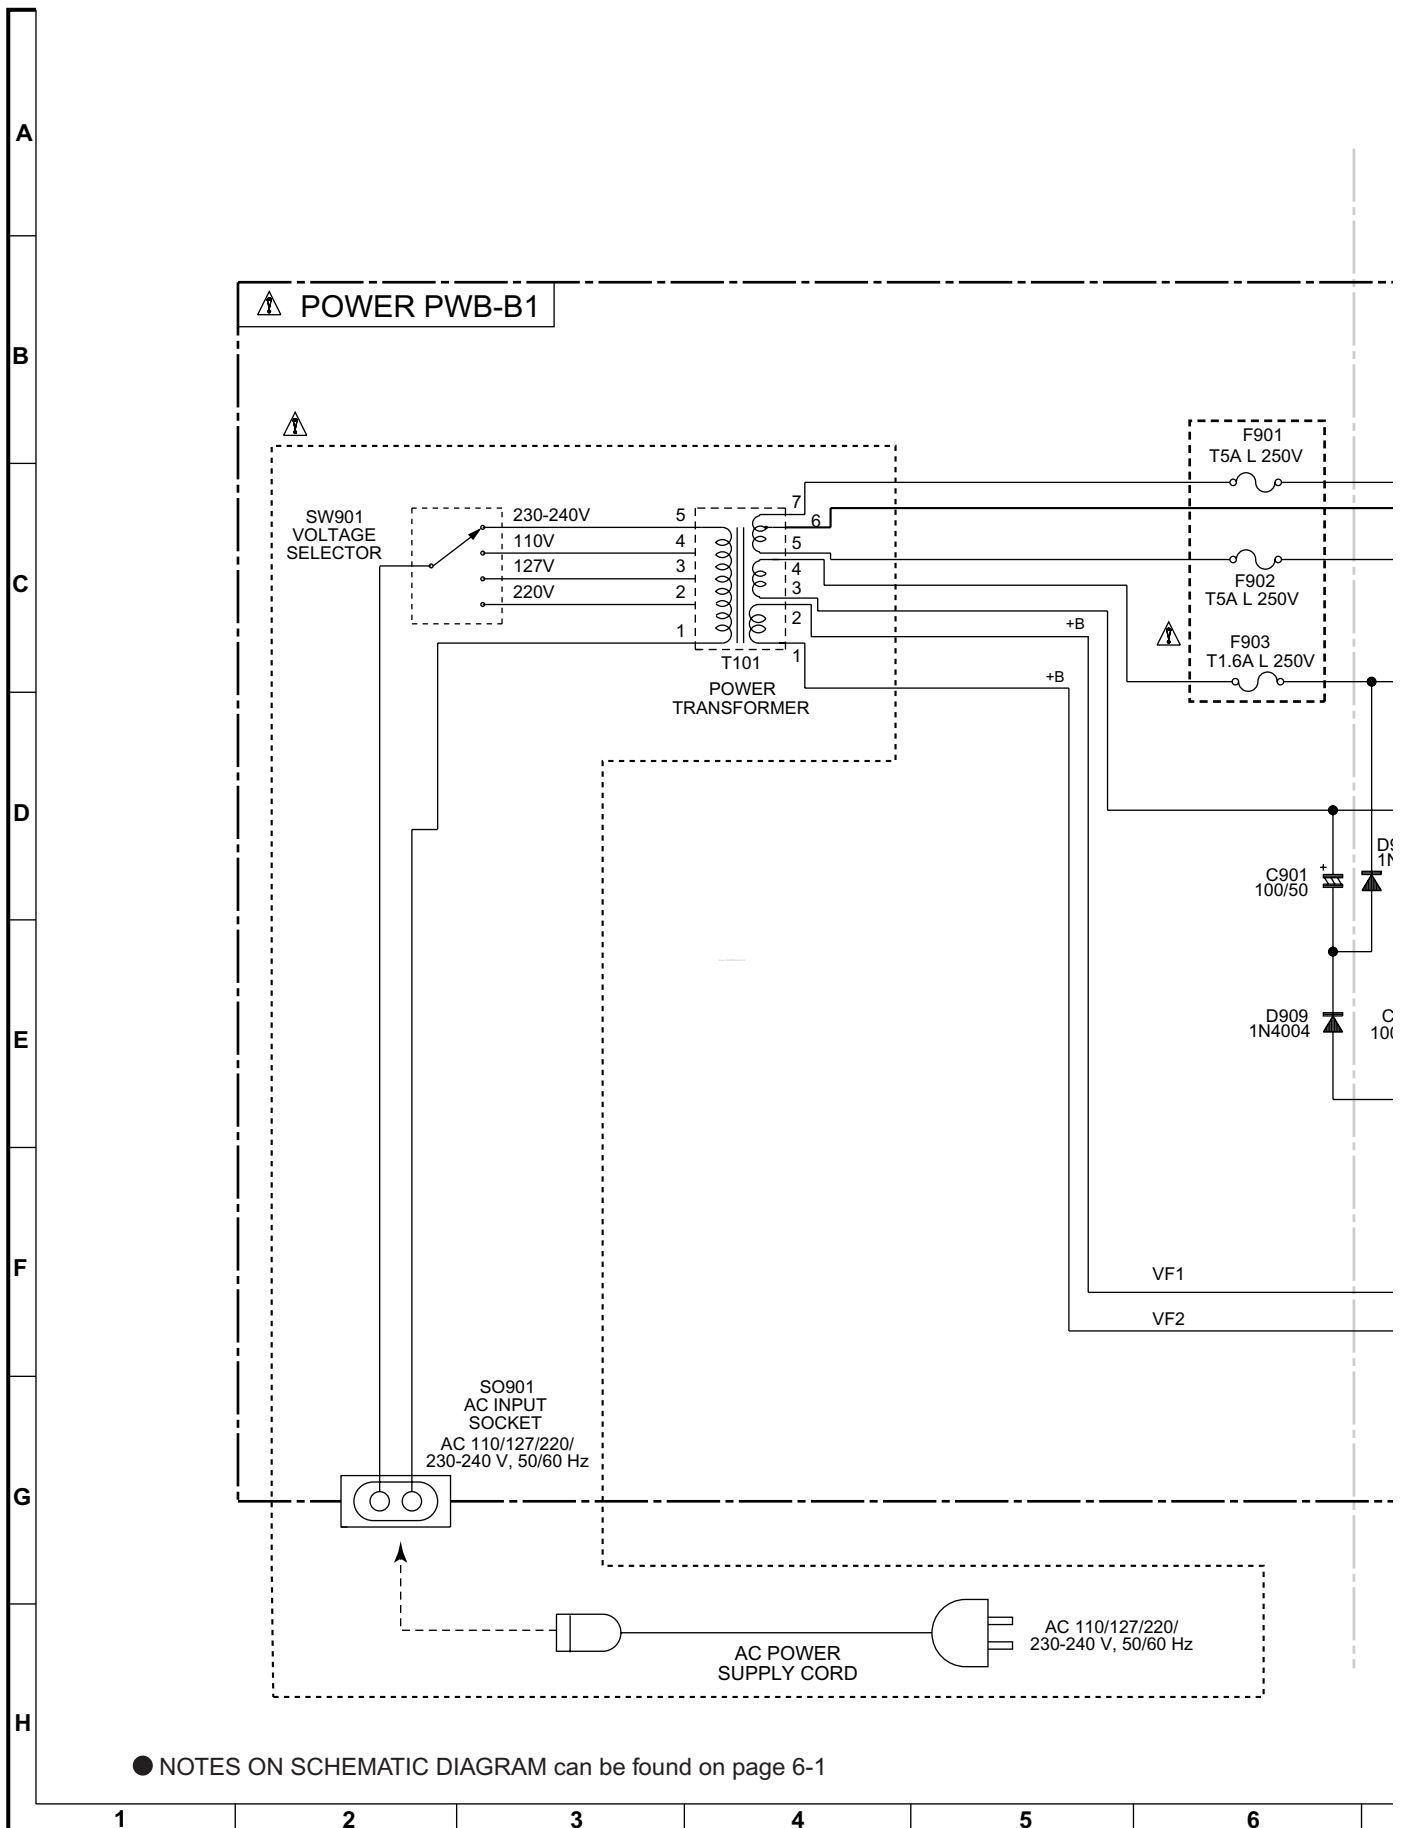 A
POWER PWB-B1
B
F901
T5A L 250V
SW901
VOLTAGE
SELECTOR
230-240V
5
110V
4
127V
3
220V
2
1
7
6
5
4
3
2
1
T101
POWER
TRANSFORMER
F902
T5A L 250V
C
+B
F903
T1.6A L 250V
+B
D
C901
100/50
+
D9
1N
D909
1N4004
C
100
E
VF1
F
VF2
SO901
AC INPUT
SOCKET
AC 110/127/220/
230-240 V, 50/60 Hz
G
AC POWER
SUPPLY CORD
AC 110/127/220/
230-240 V, 50/60 Hz
H
● NOTES ON SCHEMATIC DIAGRAM can be found on page 6-1
1
2
3
4
5
6